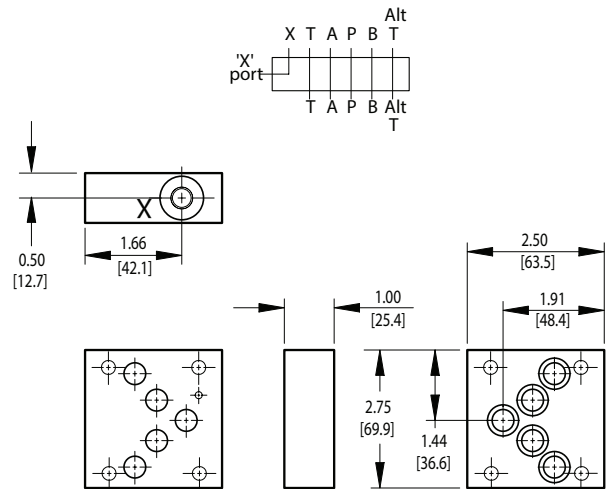 Alt
X T A P B T
'X'
port
T A P B Alt
T
X
0.50
[12.7]
1.66
[42.1]
1.00
[25.4]
2.50
[63.5]
1.91
[48.4]
2.75
[69.9]
1.44
[36.6]